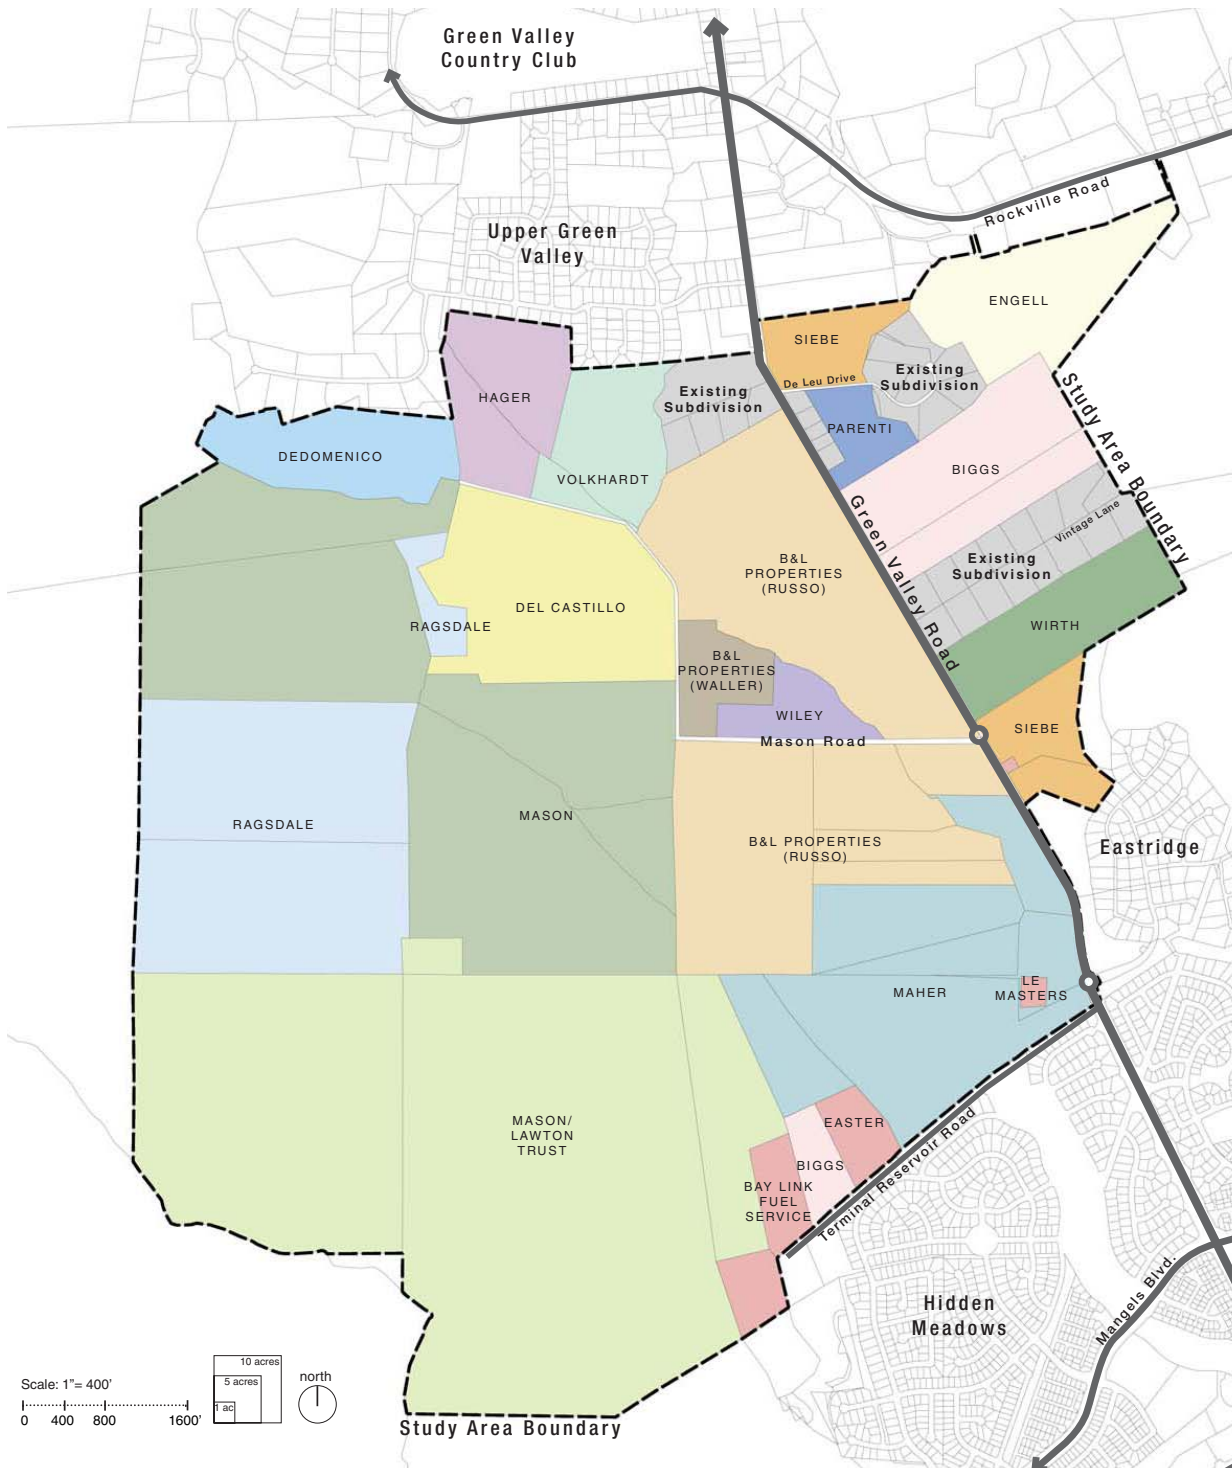 Green Valley
Country Club
Rockville Road
Upper Green
Valley
ENGELL
SIEBE
De Leu Drive
Existing
Subdivision
Existing
Subdivision
Study Area Boundary
HAGER
PARENTI
DEDOMENICO
VOLKHARDT
BIGGS
Green Valley Road
Vintage Lane
Existing
Subdivision
B&L
PROPERTIES
(RUSSO)
DEL CASTILLO
RAGSDALE
WIRTH
B&L
PROPERTIES
(WALLER)
WILEY
Mason Road
SIEBE
MASON
RAGSDALE
B&L PROPERTIES
(RUSSO)
Eastridge
MAHER
LE
MASTERS
MASON/
LAWTON
TRUST
EASTER
BIGGS
BAY LINK
FUEL
SERVICE
Terminal Reservoir Road
Hidden
Meadows
Mangels Blvd.
Scale: 1"= 400'
0 400 800 1600'
10 acres
5 acres
1 ac
north
Study Area Boundary